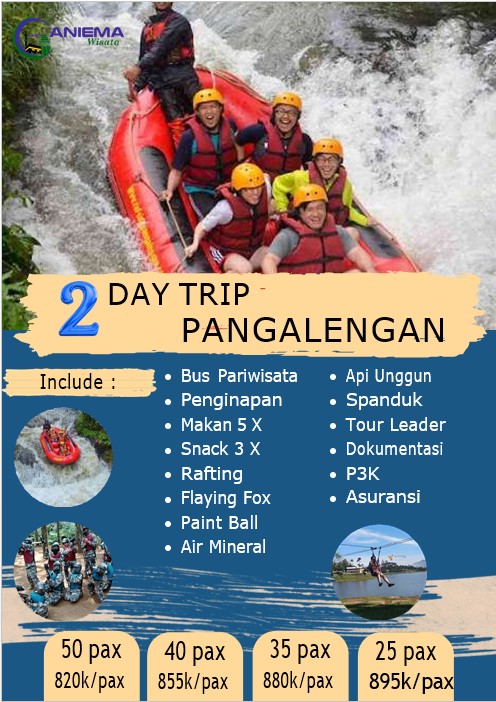 GANIEMA
Wisata
2 DAY TRIP
PANGALENGAN
Include :
• Bus Pariwisata
• Penginapan
• Makan 5 X
• Snack 3 X
• Rafting
• Flaying Fox
• Paint Ball
• Air Mineral
• Api Unggun
• Spanduk
• Tour Leader
• Dokumentasi
• P3K
• Asuransi
50 pax
820k/pax
40 pax
855k/pax
35 pax
880k/pax
25 pax
895k/pax